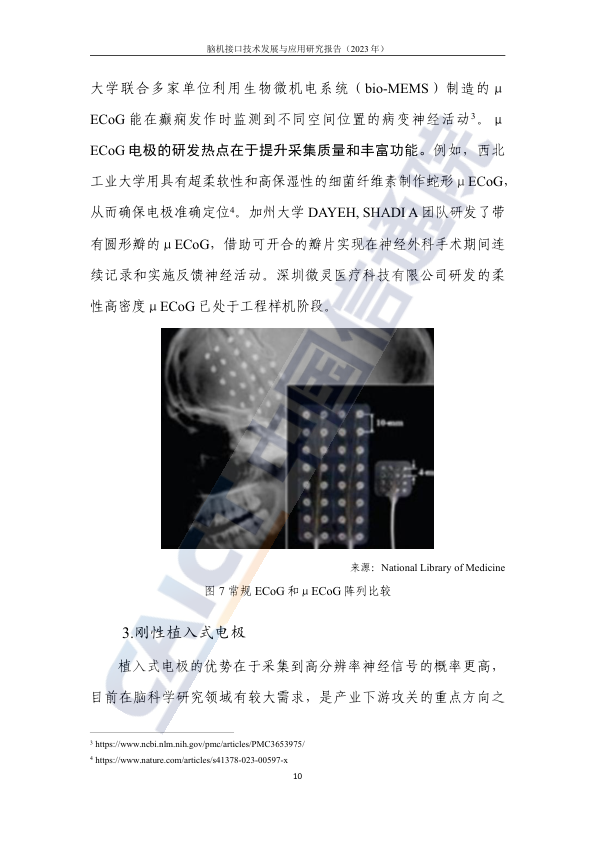 脑机接口技术发展与应用研究报告（2023 年）
大学联合多家单位利用生物微机电系统（bio-MEMS）制造的 μ
ECoG 能在癫痫发作时监测到不同空间位置的病变神经活动³。μ
ECoG 电极的研发热点在于提升采集质量和丰富功能。例如，西北
工业大学用具有超柔软性和高保湿性的细菌纤维素制作蛇形 μ ECoG，
从而确保电极准确定位⁴。加州大学 DAYEH, SHADI A 团队研发了带
有圆形瓣的 μ ECoG，借助可开合的瓣片实现在神经外科手术期间连
续记录和实施反馈神经活动。深圳微灵医疗科技有限公司研发的柔
性高密度 μ ECoG 已处于工程样机阶段。
10-mm
4-m
来源：National Library of Medicine
图 7 常规 ECoG 和 μ ECoG 阵列比较
3.刚性植入式电极
植入式电极的优势在于采集到高分辨率神经信号的概率更高，
目前在脑科学研究领域有较大需求，是产业下游攻关的重点方向之
³ https://www.ncbi.nlm.nih.gov/pmc/articles/PMC3653975/
⁴ https://www.nature.com/articles/s41378-023-00597-x
10
CAICT 中国信通院